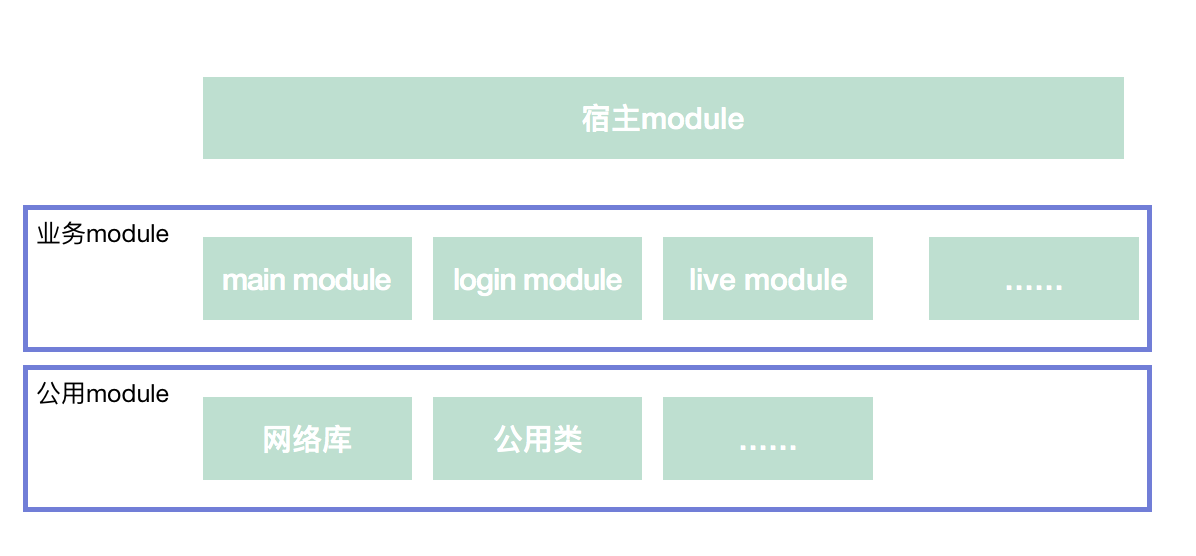 宿主module
业务module
main module
login module
live module
……
公用module
网络库
公用类
……